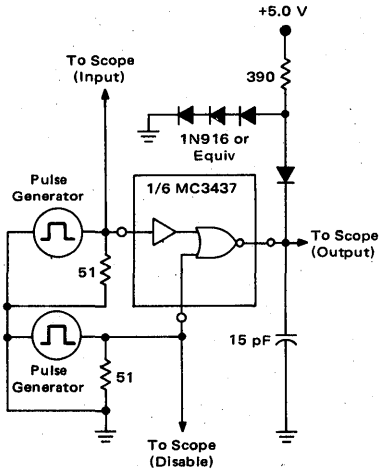 +5.0 V
To Scope
(Input)
390
1N916 or
Equiv
Pulse
Generator
1/6 MC3437
51
To Scope
(Output)
15 pF
Pulse
Generator
51
To Scope
(Disable)